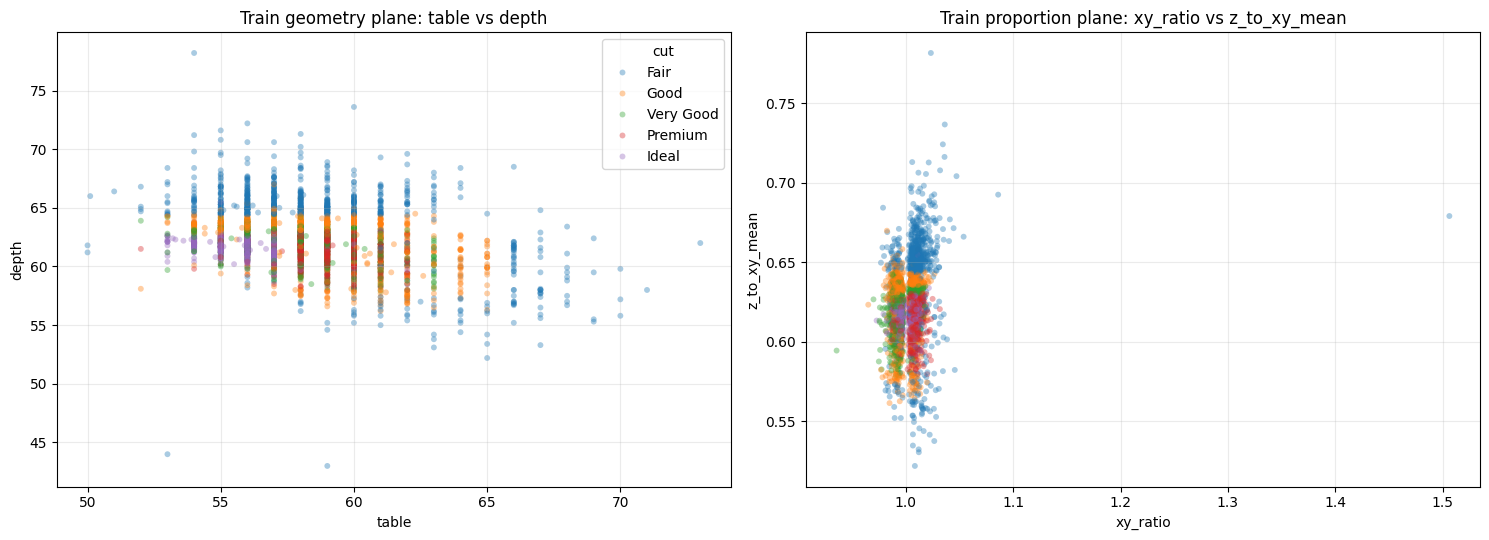 Train geometry plane: table vs depth
cut
Fair
Good
Very Good
Premium
Ideal
75
70
65
60
55
50
45
depth
50
55
60
65
70
table
Train proportion plane: xy_ratio vs z_to_xy_mean
0.75
0.70
0.65
0.60
0.55
z_to_xy_mean
1.0
1.1
1.2
1.3
1.4
1.5
xy_ratio